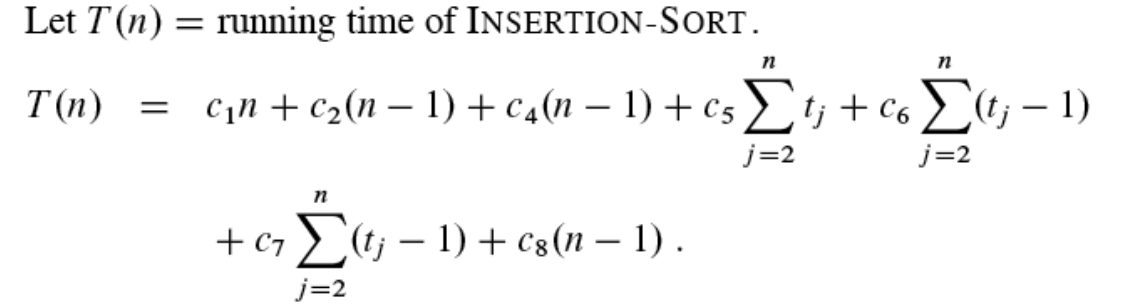 Let T(n) = running time of INSERTION-SORT.
T(n) = c₁n + c₂(n − 1) + c₄(n − 1) + c₅ ∑_{j=2}^{n} t_j + c₆ ∑_{j=2}^{n} (t_j − 1)
+ c₇ ∑_{j=2}^{n} (t_j − 1) + c₈(n − 1) .